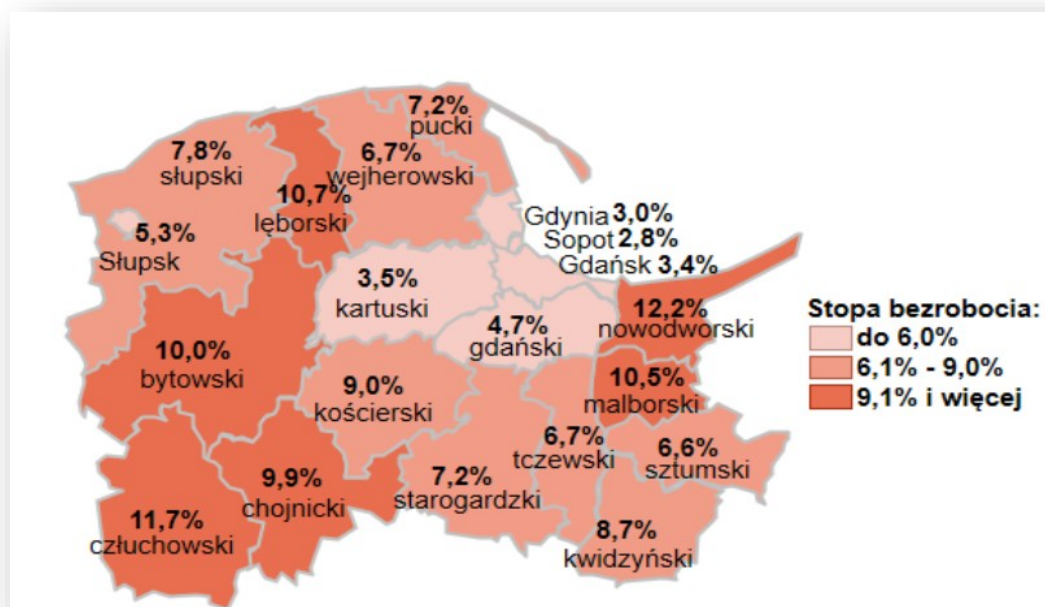 7,2%
pucki
7,8%
słupski
6,7%
wejherowski
10,7%
lęborski
Gdynia 3,0%
Sopot 2,8%
Gdańsk 3,4%
5,3%
Słupsk
3,5%
kartuski
4,7%
gdański
12,2%
nowodworski
10,0%
bytowski
9,0%
kościerski
10,5%
malborski
6,7%
tczewski
6,6%
sztumski
9,9%
chojnicki
7,2%
starogardzki
11,7%
człuchowski
8,7%
kwidzyński
Stopa bezrobocia:
do 6,0%
6,1% - 9,0%
9,1% i więcej